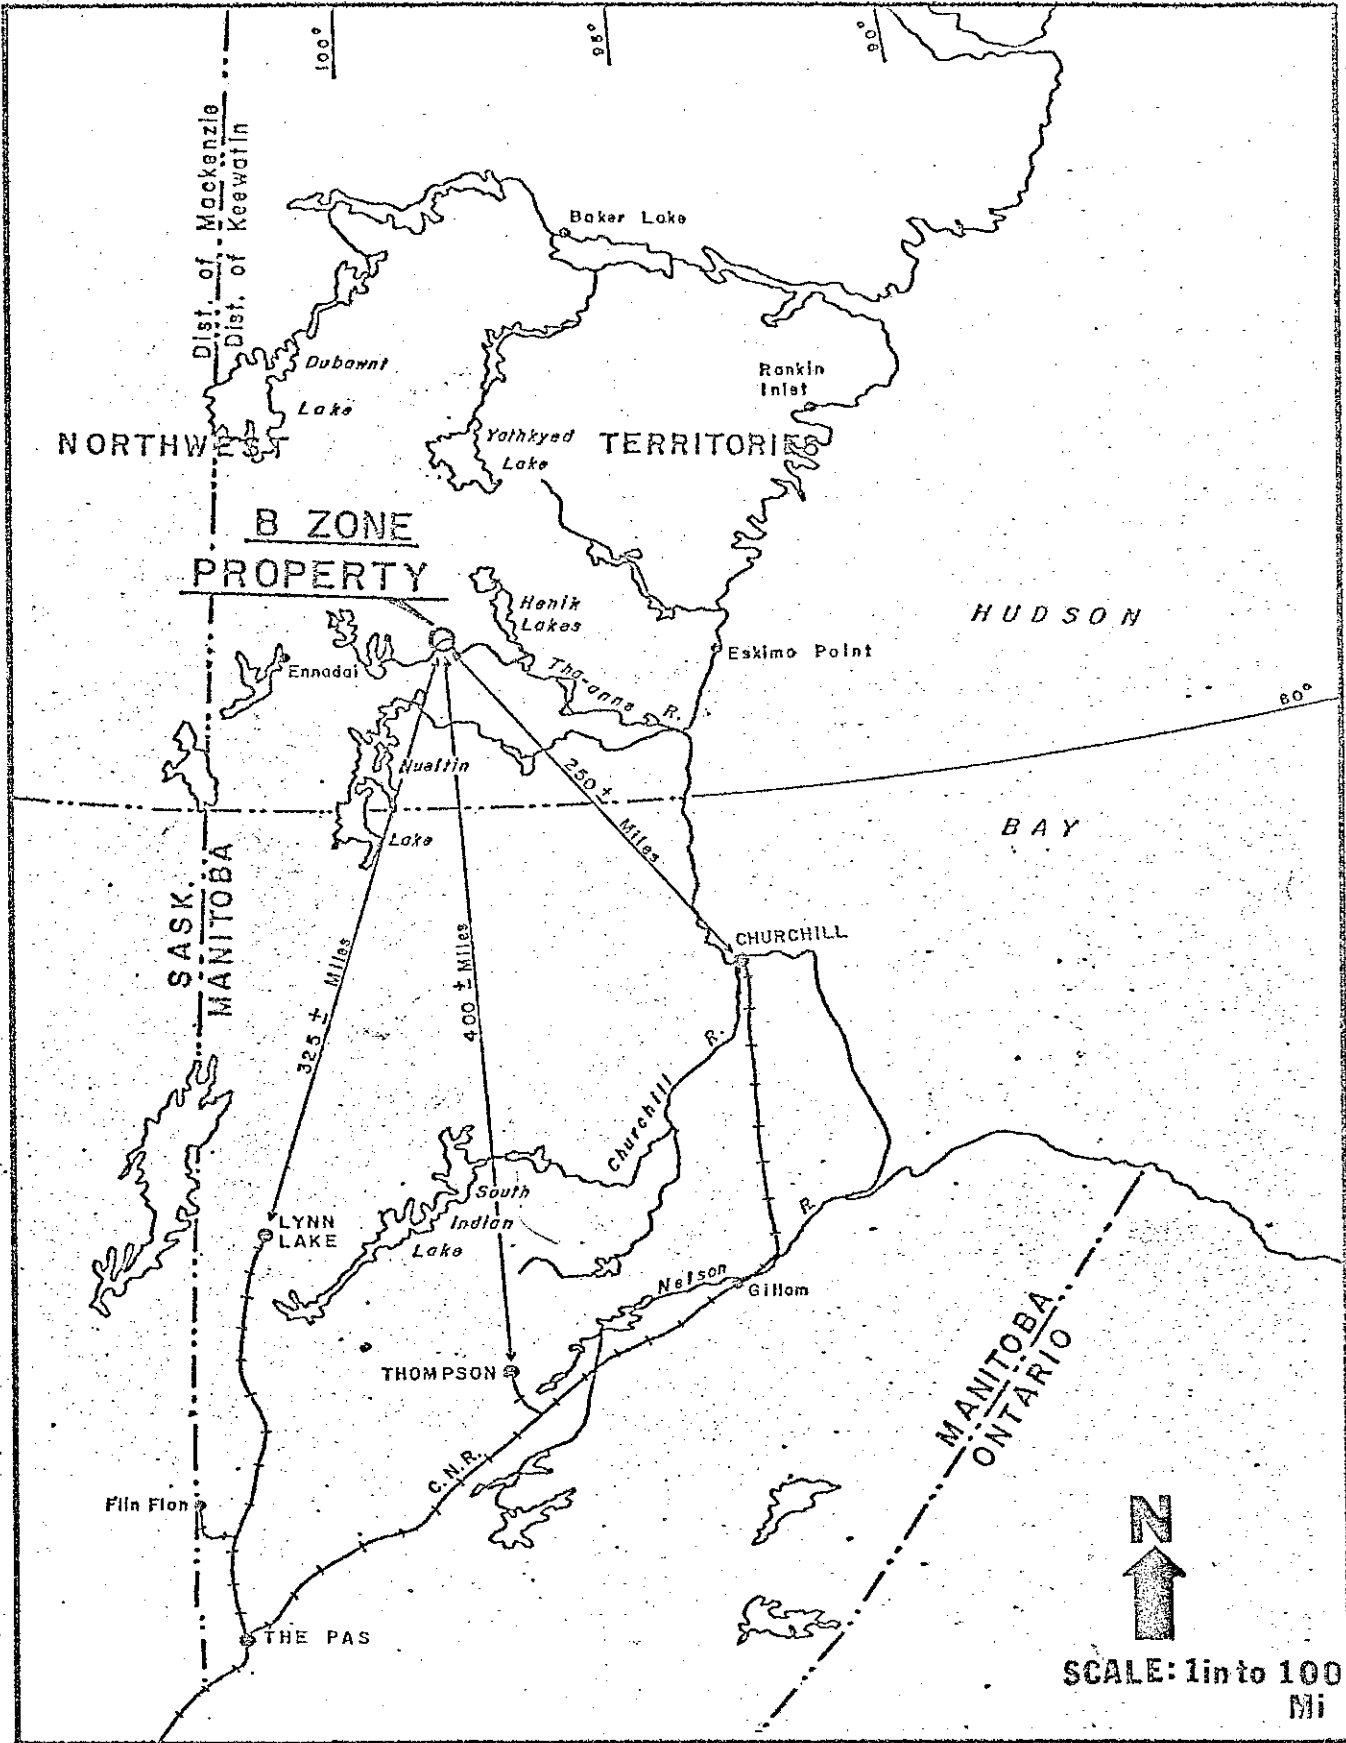 100°
95°
90°
Dist. of Mackenzie
Dist. of Keewatin
Baker Lake
Dubawnt
Lake
Rankin
Inlet
NORTHWEST TERRITORIES
Yathkyed
Lake
B ZONE
PROPERTY
Henik
Lakes
HUDSON
Eskimo Point
Ennadai
Tha-anne R.
60°
Nueltin
Lake
250 ± Miles
BAY
SASK.
MANITOBA
325 ± Miles
400 ± Miles
CHURCHILL
Churchill R.
South
Indian
Lake
LYNN
LAKE
Nelson R.
Gillam
THOMPSON
MANITOBA
ONTARIO
C.N.R.
Flin Flon
N
THE PAS
SCALE: 1in to 100
Mi